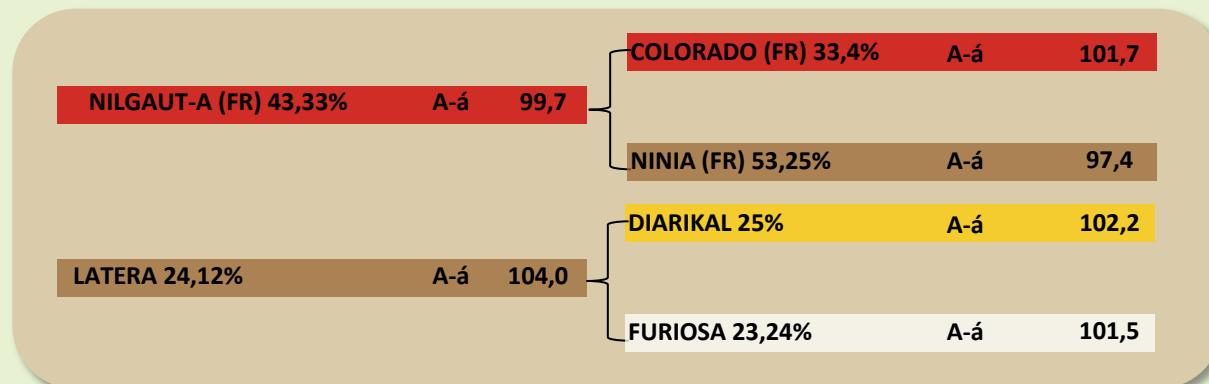 COLORADO (FR) 33,4% A-á 101,7
NILGAUT-A (FR) 43,33% A-á 99,7
NINIA (FR) 53,25% A-á 97,4
DIARIKAL 25% A-á 102,2
LATERA 24,12% A-á 104,0
FURIOSA 23,24% A-á 101,5